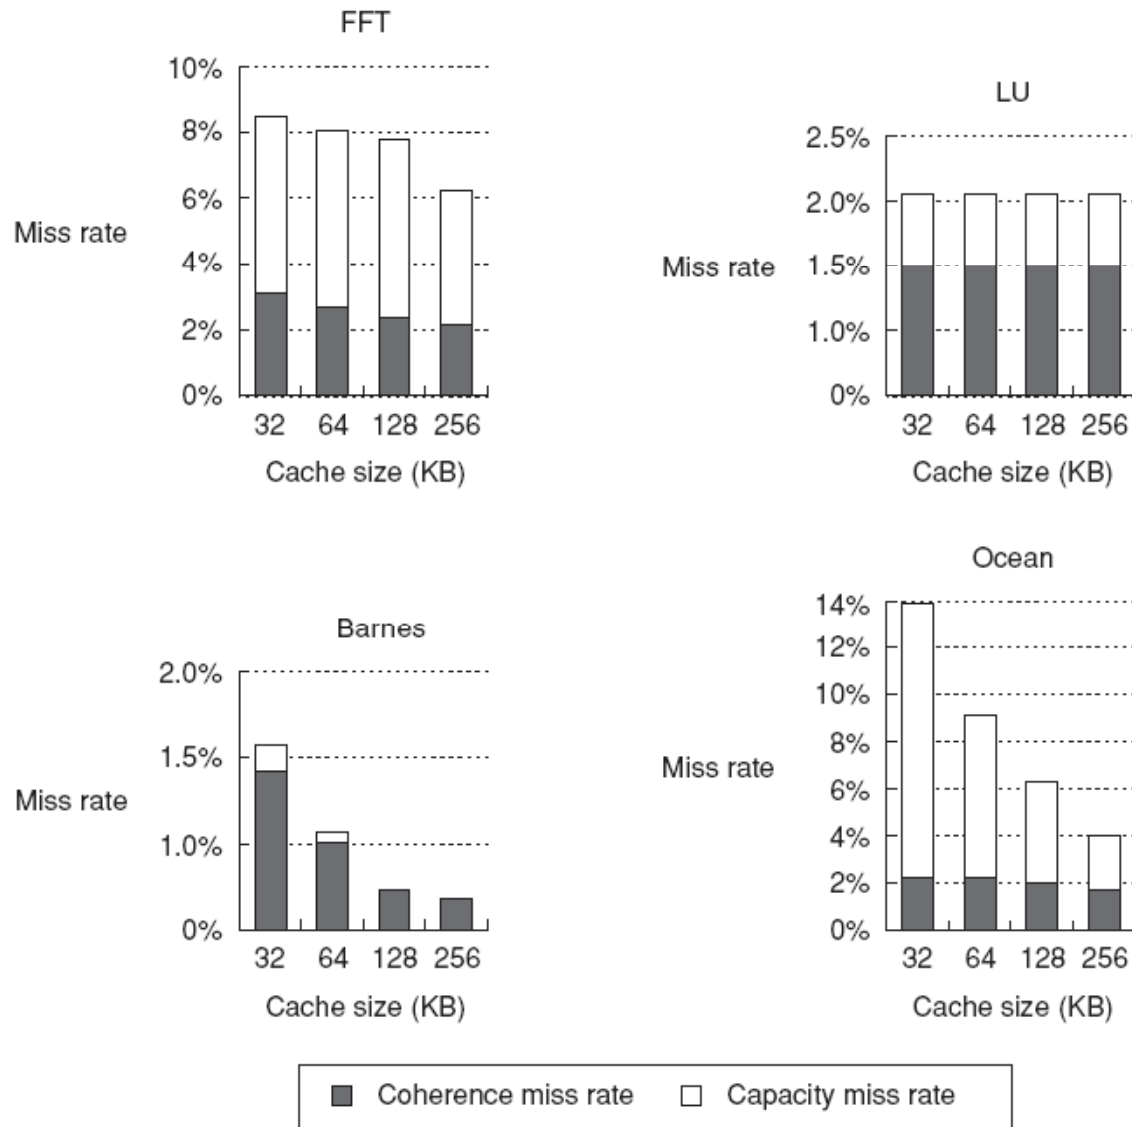 FFT
10%
8%
6%
4%
2%
0%
Miss rate
32 64 128 256
Cache size (KB)
LU
2.5%
2.0%
1.5%
1.0%
0%
Miss rate
32 64 128 256
Cache size (KB)
Barnes
2.0%
1.5%
1.0%
0%
Miss rate
32 64 128 256
Cache size (KB)
Ocean
14%
12%
10%
8%
6%
4%
2%
0%
Miss rate
32 64 128 256
Cache size (KB)
Coherence miss rate Capacity miss rate